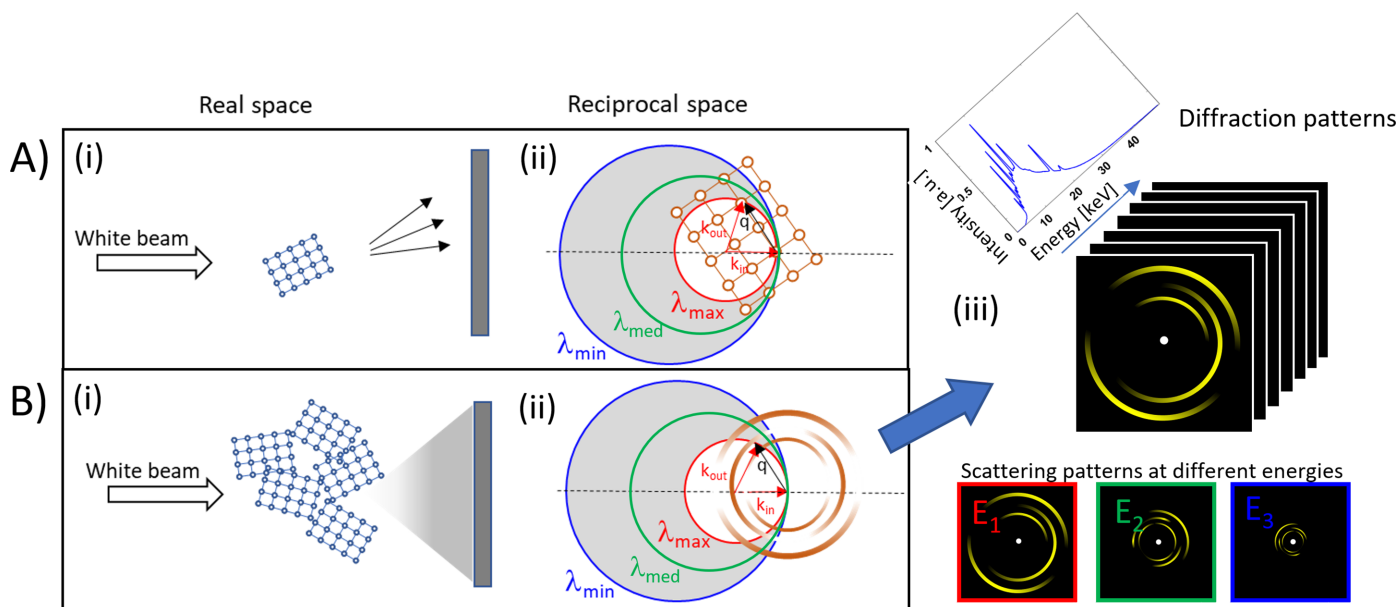 Real space
Reciprocal space
Diffraction patterns
A)
(i)
White beam
(ii)
k_out
q
k_in
λ_max
λ_med
λ_min
B)
(i)
White beam
(ii)
k_out
q
k_in
λ_max
λ_med
λ_min
1
0.5
0
Intensity [a.u.]
0
10
20
30
40
Energy [keV]
(iii)
Scattering patterns at different energies
E_1
E_2
E_3